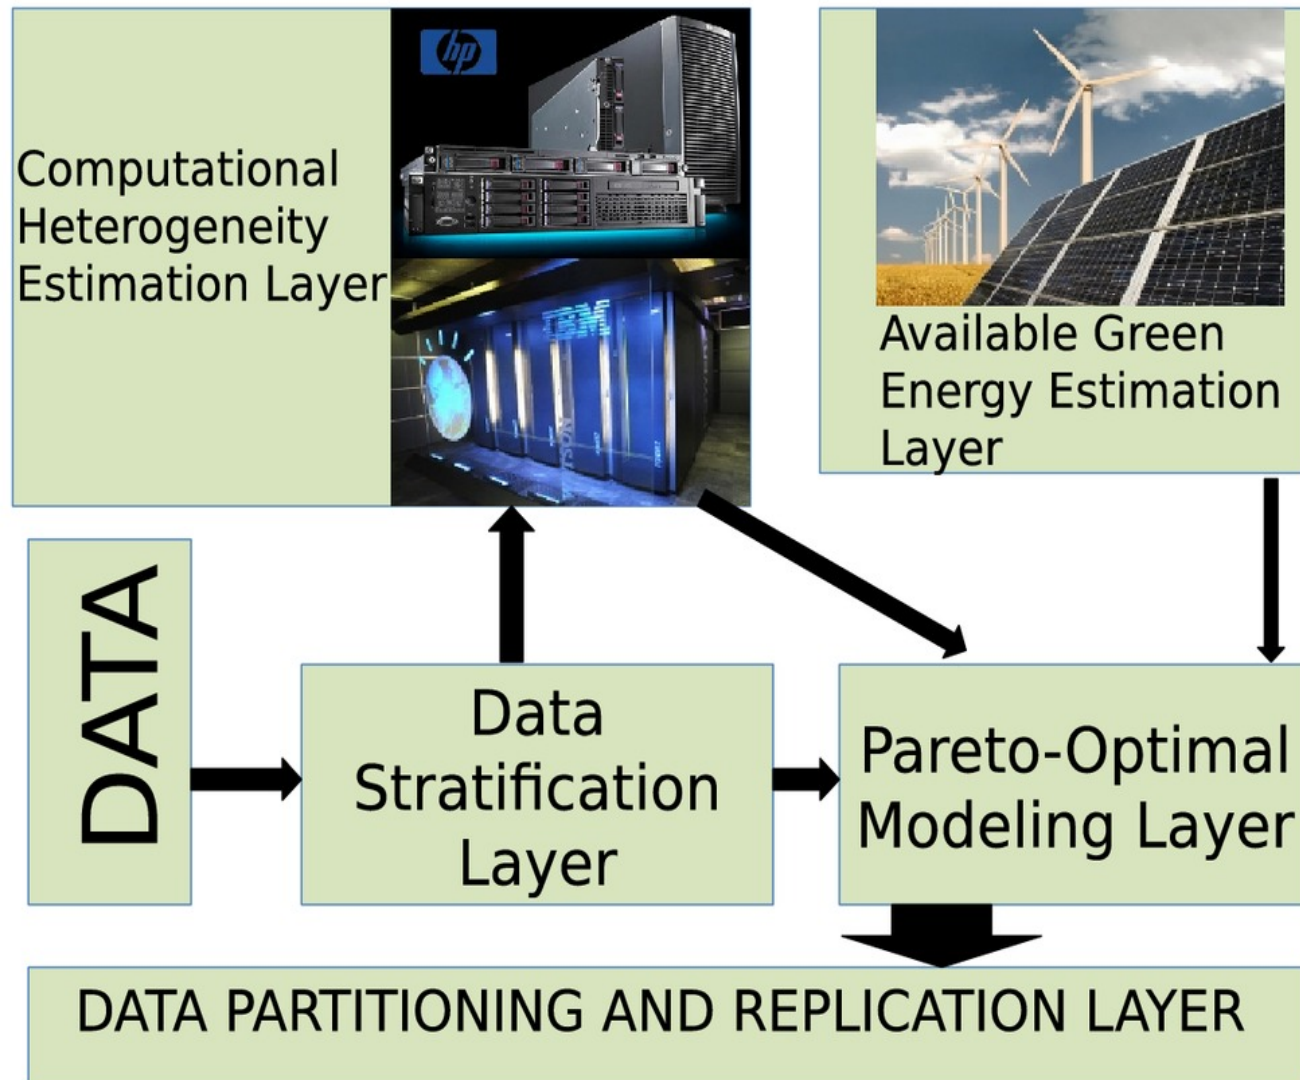 hp
Computational
Heterogeneity
Estimation Layer
IBM
Available Green
Energy Estimation
Layer
DATA
Data
Stratification
Layer
Pareto-Optimal
Modeling Layer
DATA PARTITIONING AND REPLICATION LAYER